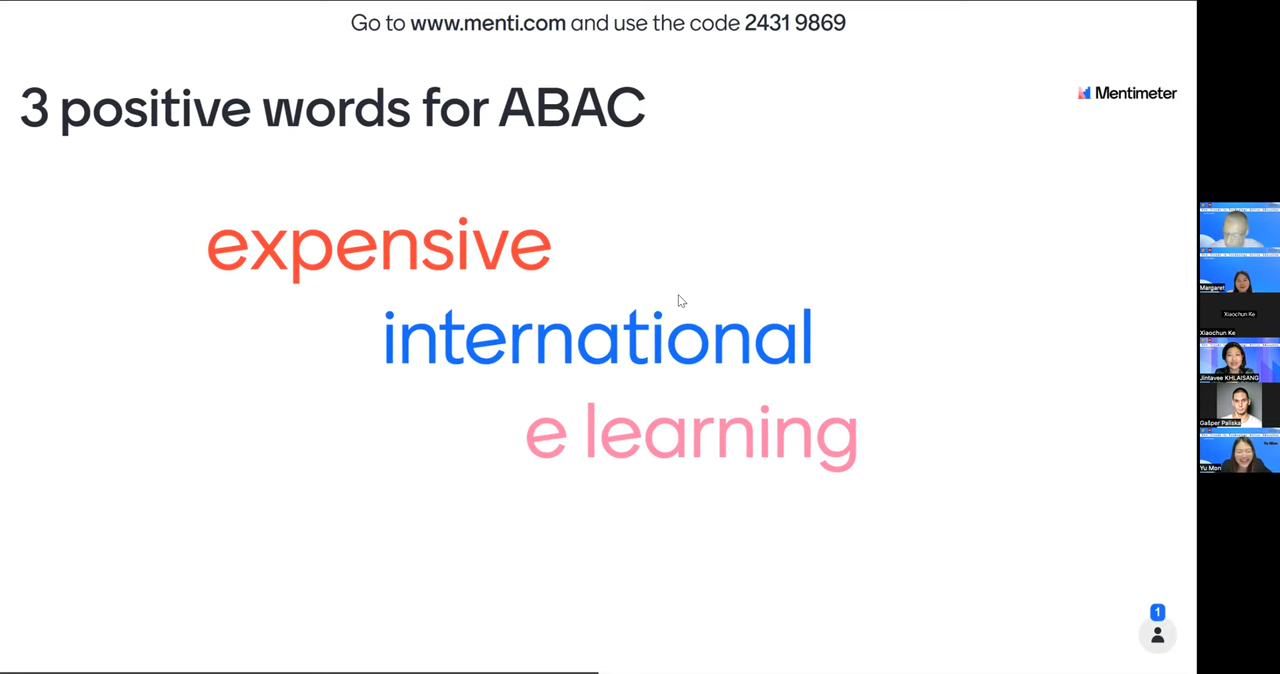 Go to www.menti.com and use the code 2431 9869
3 positive words for ABAC
Mentimeter
expensive
international
e learning
1
Margaret
Xiaochun Ke
Xiaochun Ke
Jintavee KHLAISANG
Gašper Paliska
Yu Mon